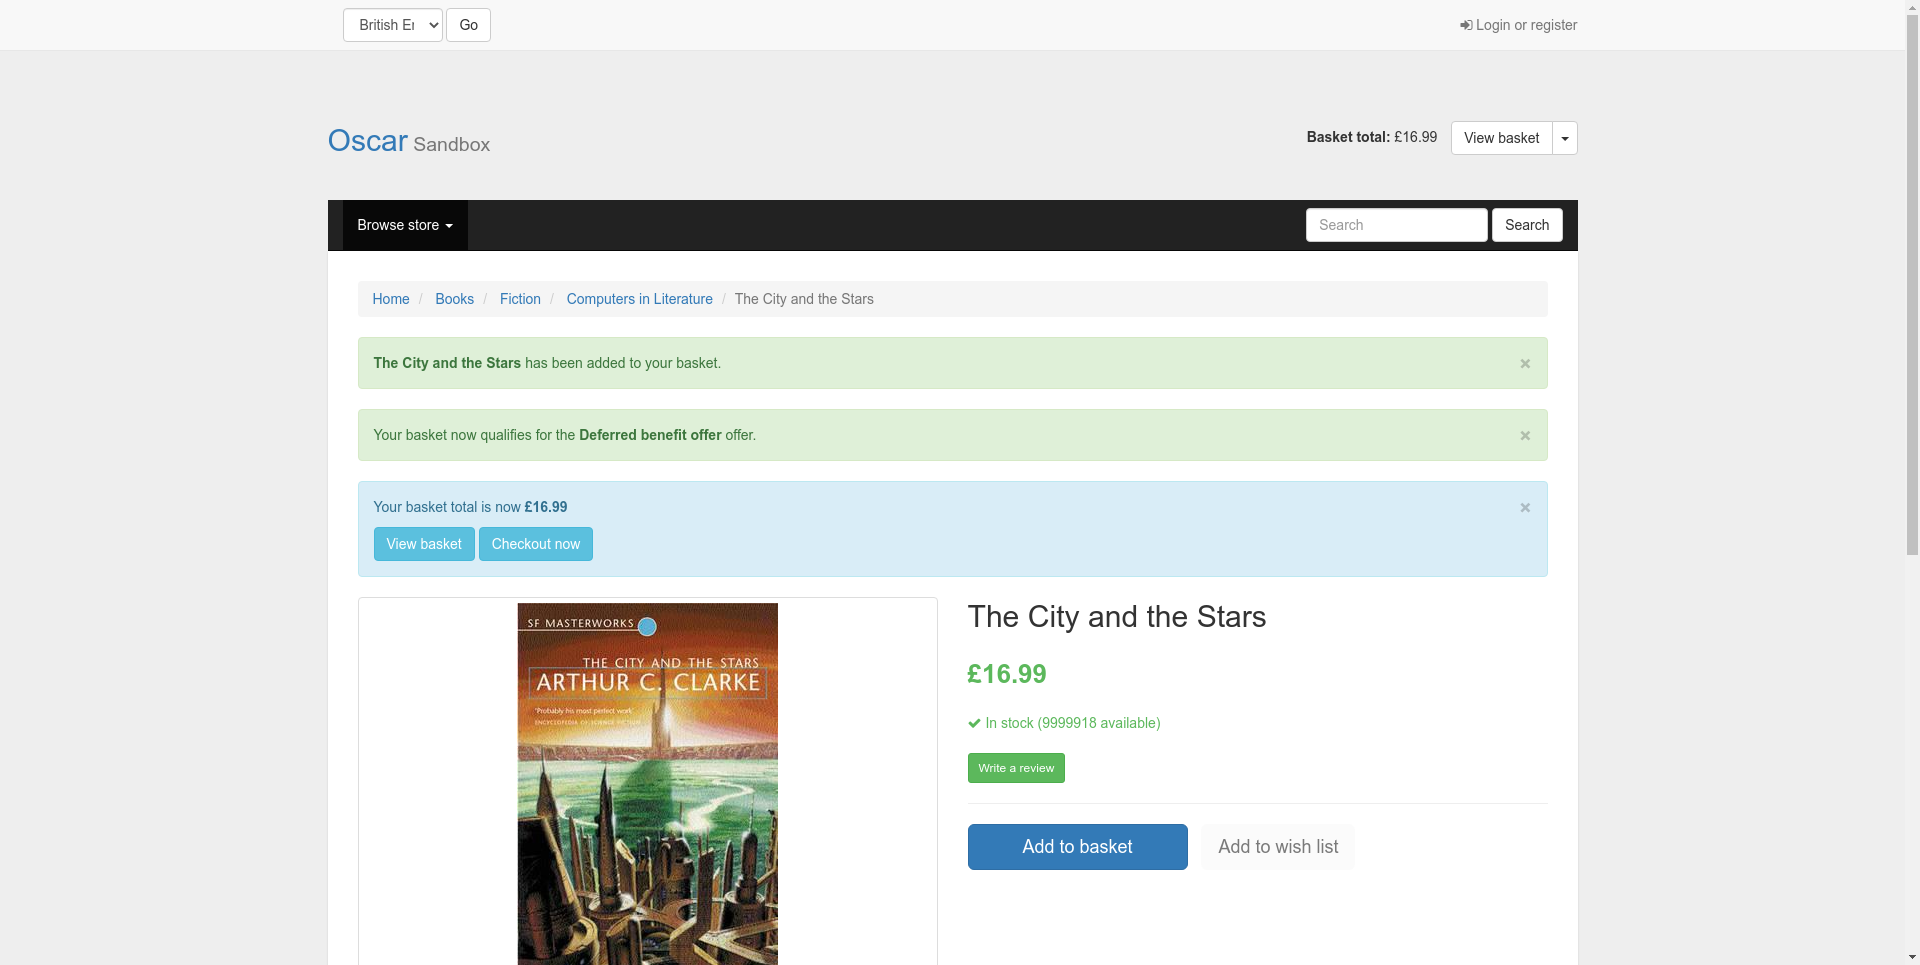 British Er
Go
Login or register
Oscar Sandbox
Basket total: £16.99
View basket
Browse store
Search
Search
Home / Books / Fiction / Computers in Literature / The City and the Stars
The City and the Stars has been added to your basket.
×
Your basket now qualifies for the Deferred benefit offer offer.
×
Your basket total is now £16.99
×
View basket
Checkout now
SF MASTERWORKS
THE CITY AND THE STARS
ARTHUR C. CLARKE
'Probably his most perfect work'
ENCYCLOPEDIA OF SCIENCE FICTION
The City and the Stars
£16.99
In stock (9999918 available)
Write a review
Add to basket
Add to wish list